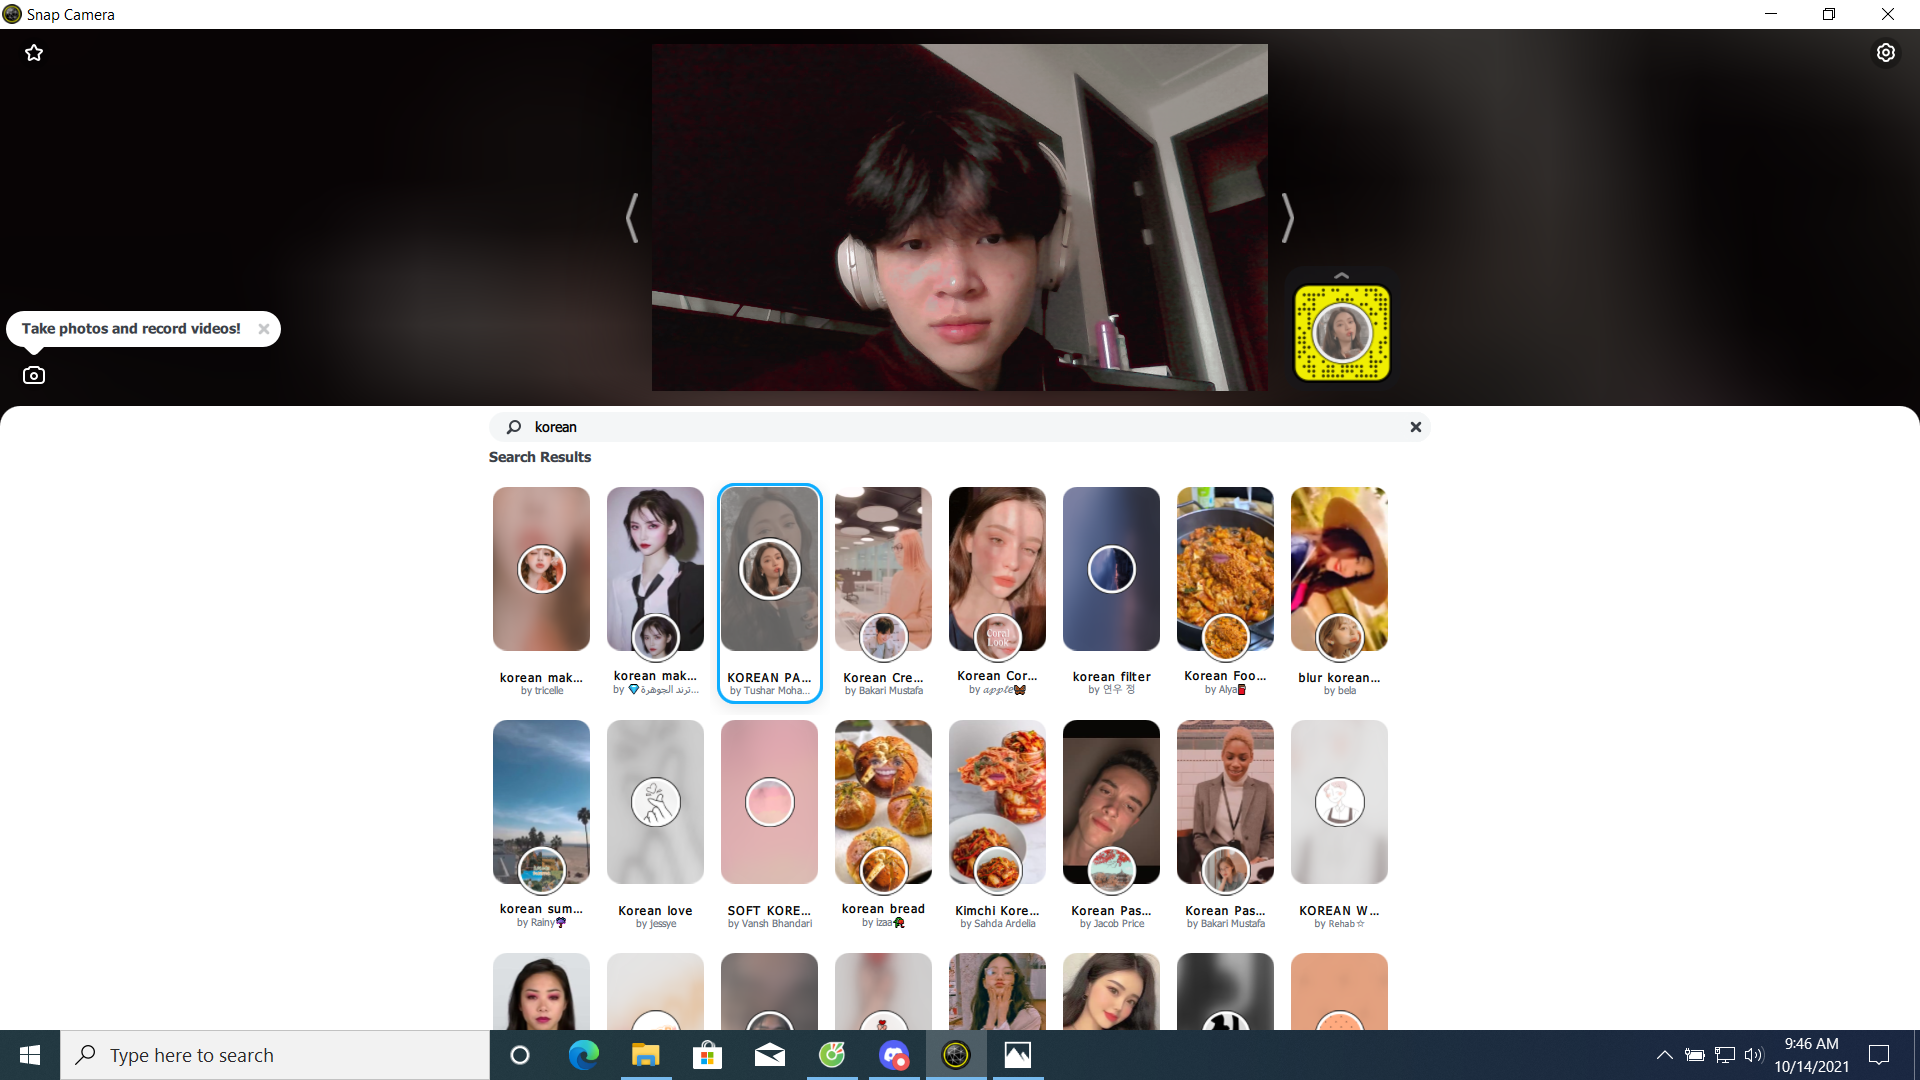 Snap Camera
Take photos and record videos!
korean
Search Results
Coral
Look
korean mak...
by tricelle
korean mak...
by 💎ترند الجوهرة...
KOREAN PA...
by Tushar Moha...
Korean Cre...
by Bakari Mustafa
Korean Cor...
by 𝓪𝓹𝓹𝓵𝓮🦋
korean filter
by 연우 정
Korean Foo...
by Alya
blur korean...
by bela
korean sum...
by Rainy
Korean love
by jessye
SOFT KORE...
by Vansh Bhandari
korean bread
by izaa
Kimchi Kore...
by Sahda Ardelia
Korean Pas...
by Jacob Price
Korean Pas...
by Bakari Mustafa
KOREAN W...
by Rehab☆
Type here to search
9:46 AM
10/14/2021